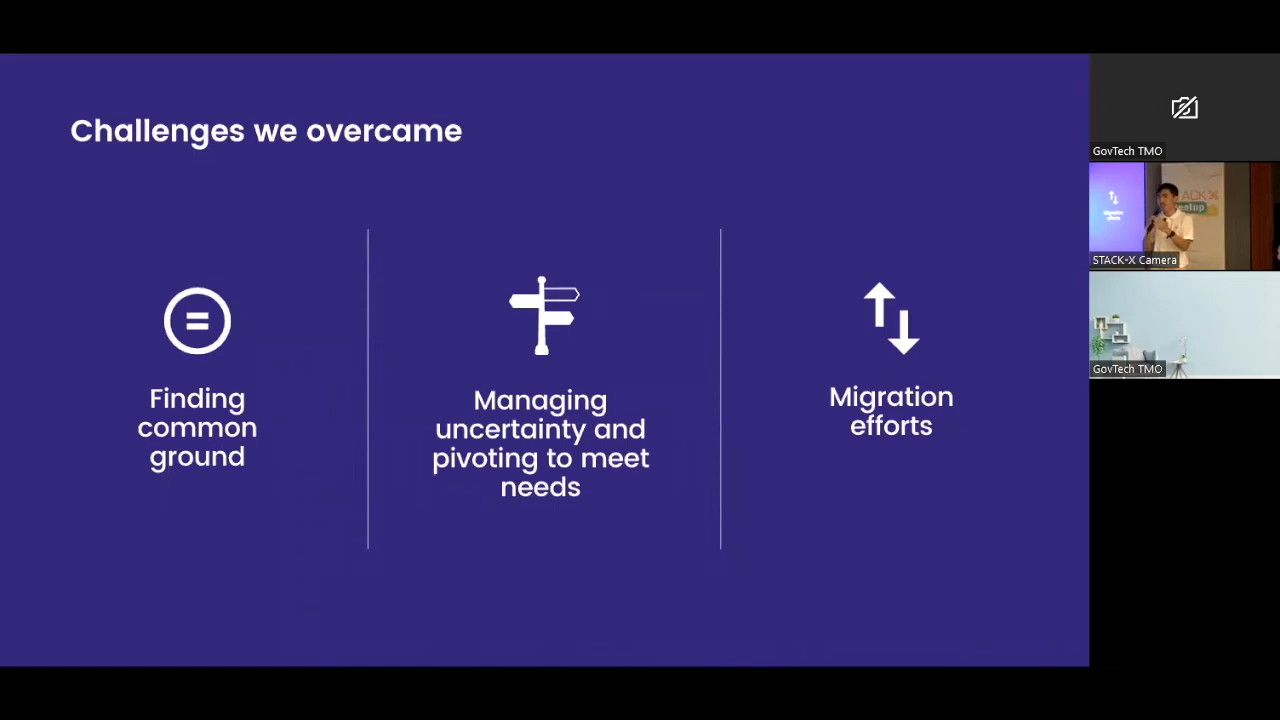 Challenges we overcame
Finding
common
ground
Managing
uncertainty and
pivoting to meet
needs
Migration
efforts
GovTech TMO
STACK-X Camera
GovTech TMO